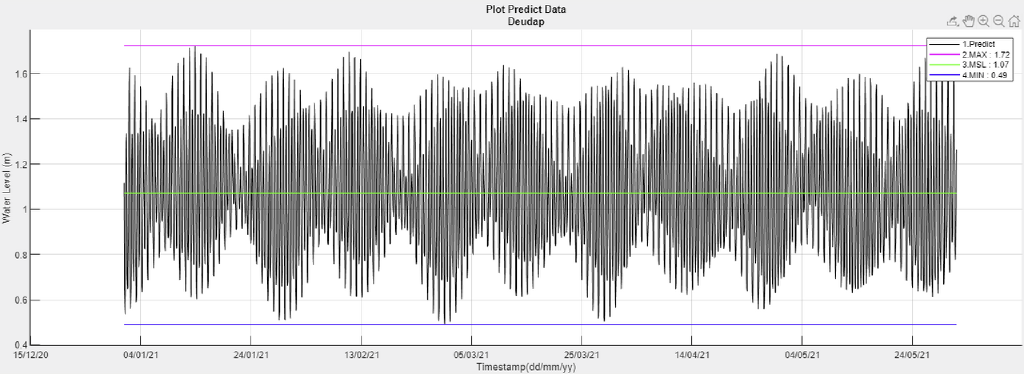 Plot Predict Data
Deudap
1.Predict
2.MAX : 1.72
3.MSL : 1.07
4.MIN : 0.49
Water Level (m)
1.6
1.4
1.2
1
0.8
0.6
0.4
15/12/20 04/01/21 24/01/21 13/02/21 05/03/21 25/03/21 14/04/21 04/05/21 24/05/21
Timestamp(dd/mm/yy)